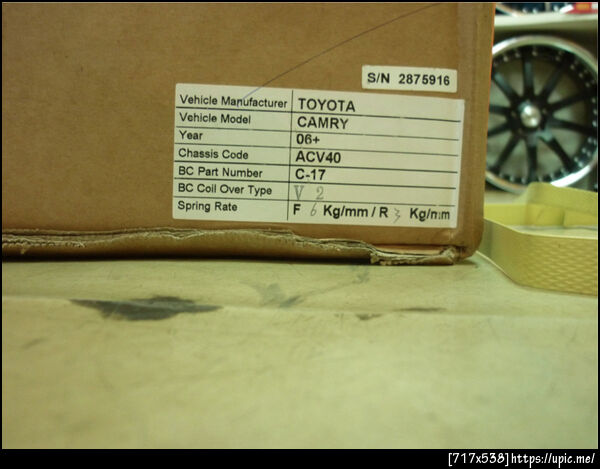 S/N 2875916
Vehicle Manufacturer TOYOTA
Vehicle Model CAMRY
Year 06+
Chassis Code ACV40
BC Part Number C-17
BC Coil Over Type V 2
Spring Rate F 6 Kg/mm / R 3 Kg/mm
[717x538]https://upic.me/